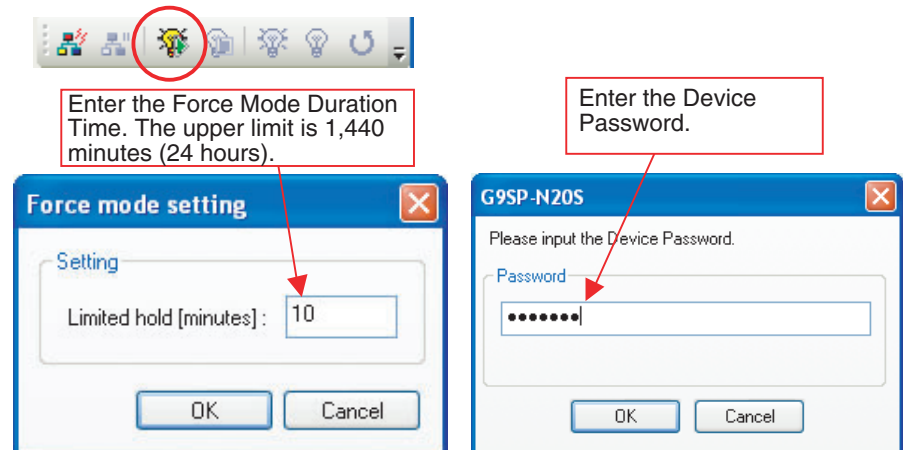 Enter the Force Mode Duration
Time. The upper limit is 1,440
minutes (24 hours).
Enter the Device
Password.
Force mode setting
Setting
Limited hold [minutes] :
10
OK
Cancel
G9SP-N20S
Please input the Device Password.
Password
•••••••
OK
Cancel